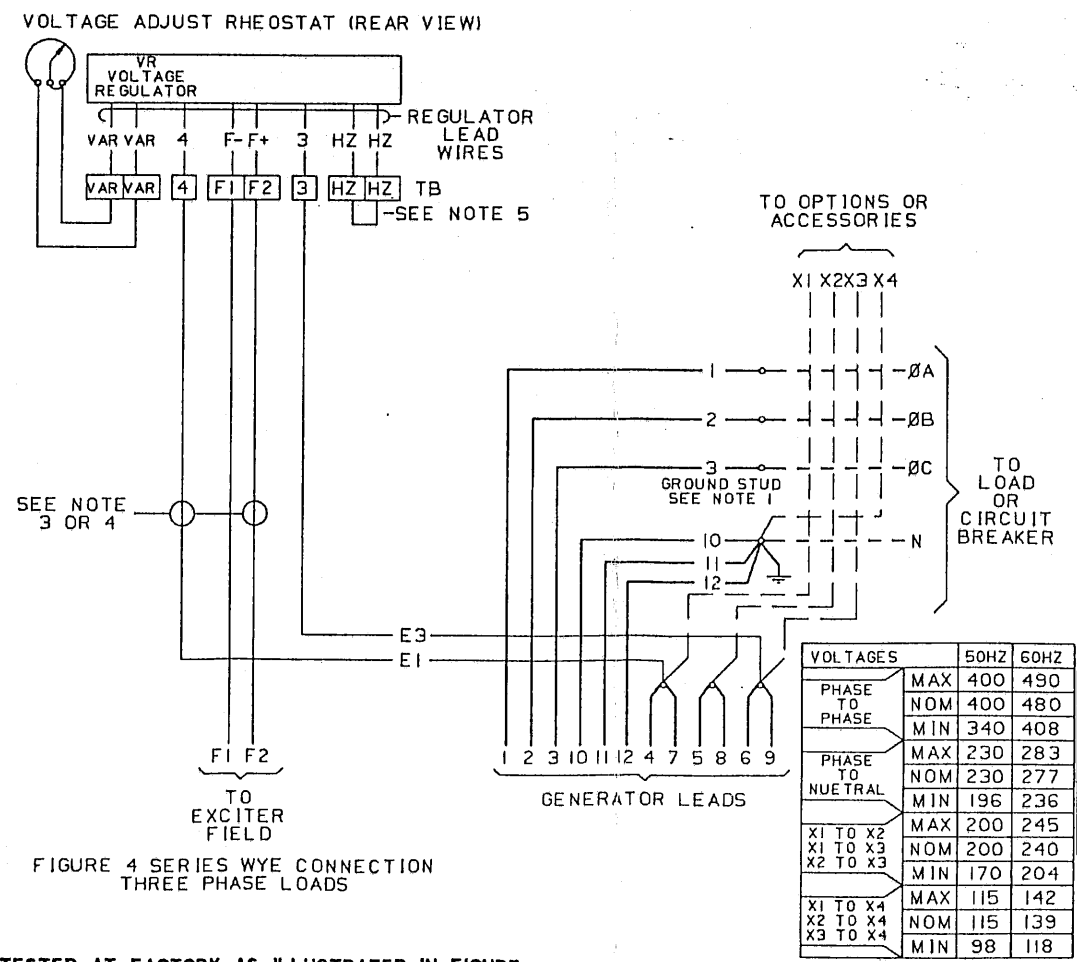 VOLTAGE ADJUST RHEOSTAT (REAR VIEW)
VR
VOLTAGE
REGULATOR
REGULATOR
LEAD
WIRES
VAR VAR 4 F- F+ 3 HZ HZ
VAR VAR 4 F1 F2 3 HZ HZ TB
SEE NOTE 5
TO OPTIONS OR
ACCESSORIES
X1 X2 X3 X4
1 ØA
2 ØB
3 ØC
GROUND STUD
SEE NOTE 1
10 N
11
12
TO
LOAD
OR
CIRCUIT
BREAKER
SEE NOTE
3 OR 4
E3
E1
F1 F2
TO
EXCITER
FIELD
1 2 3 10 11 12 4 7 5 8 6 9
GENERATOR LEADS
FIGURE 4 SERIES WYE CONNECTION
THREE PHASE LOADS
VOLTAGES 50HZ 60HZ
PHASE
TO
PHASE
MAX 400 490
NOM 400 480
MIN 340 408
PHASE
TO
NUETRAL
MAX 230 283
NOM 230 277
MIN 196 236
X1 TO X2
X1 TO X3
X2 TO X3
MAX 200 245
NOM 200 240
MIN 170 204
X1 TO X4
X2 TO X4
X3 TO X4
MAX 115 142
NOM 115 139
MIN 98 118
TESTED AT FACTORY AS ILLUSTRATED IN FIGURE